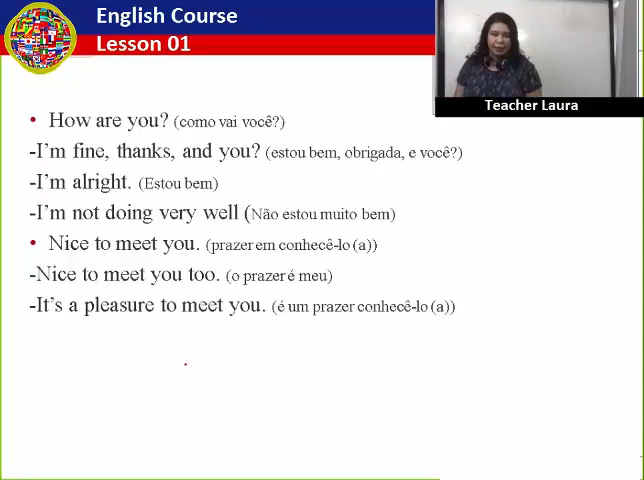 English Course
Lesson 01
Teacher Laura
• How are you? (como vai você?)
-I'm fine, thanks, and you? (estou bem, obrigada, e você?)
-I'm alright. (Estou bem)
-I'm not doing very well (Não estou muito bem)
• Nice to meet you. (prazer em conhecê-lo (a))
-Nice to meet you too. (o prazer é meu)
-It's a pleasure to meet you. (é um prazer conhecê-lo (a))